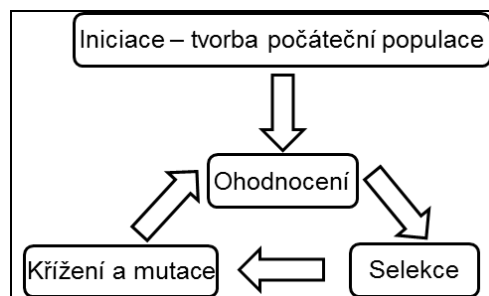 Iniciace – tvorba počáteční populace
Ohodnocení
Křížení a mutace
Selekce